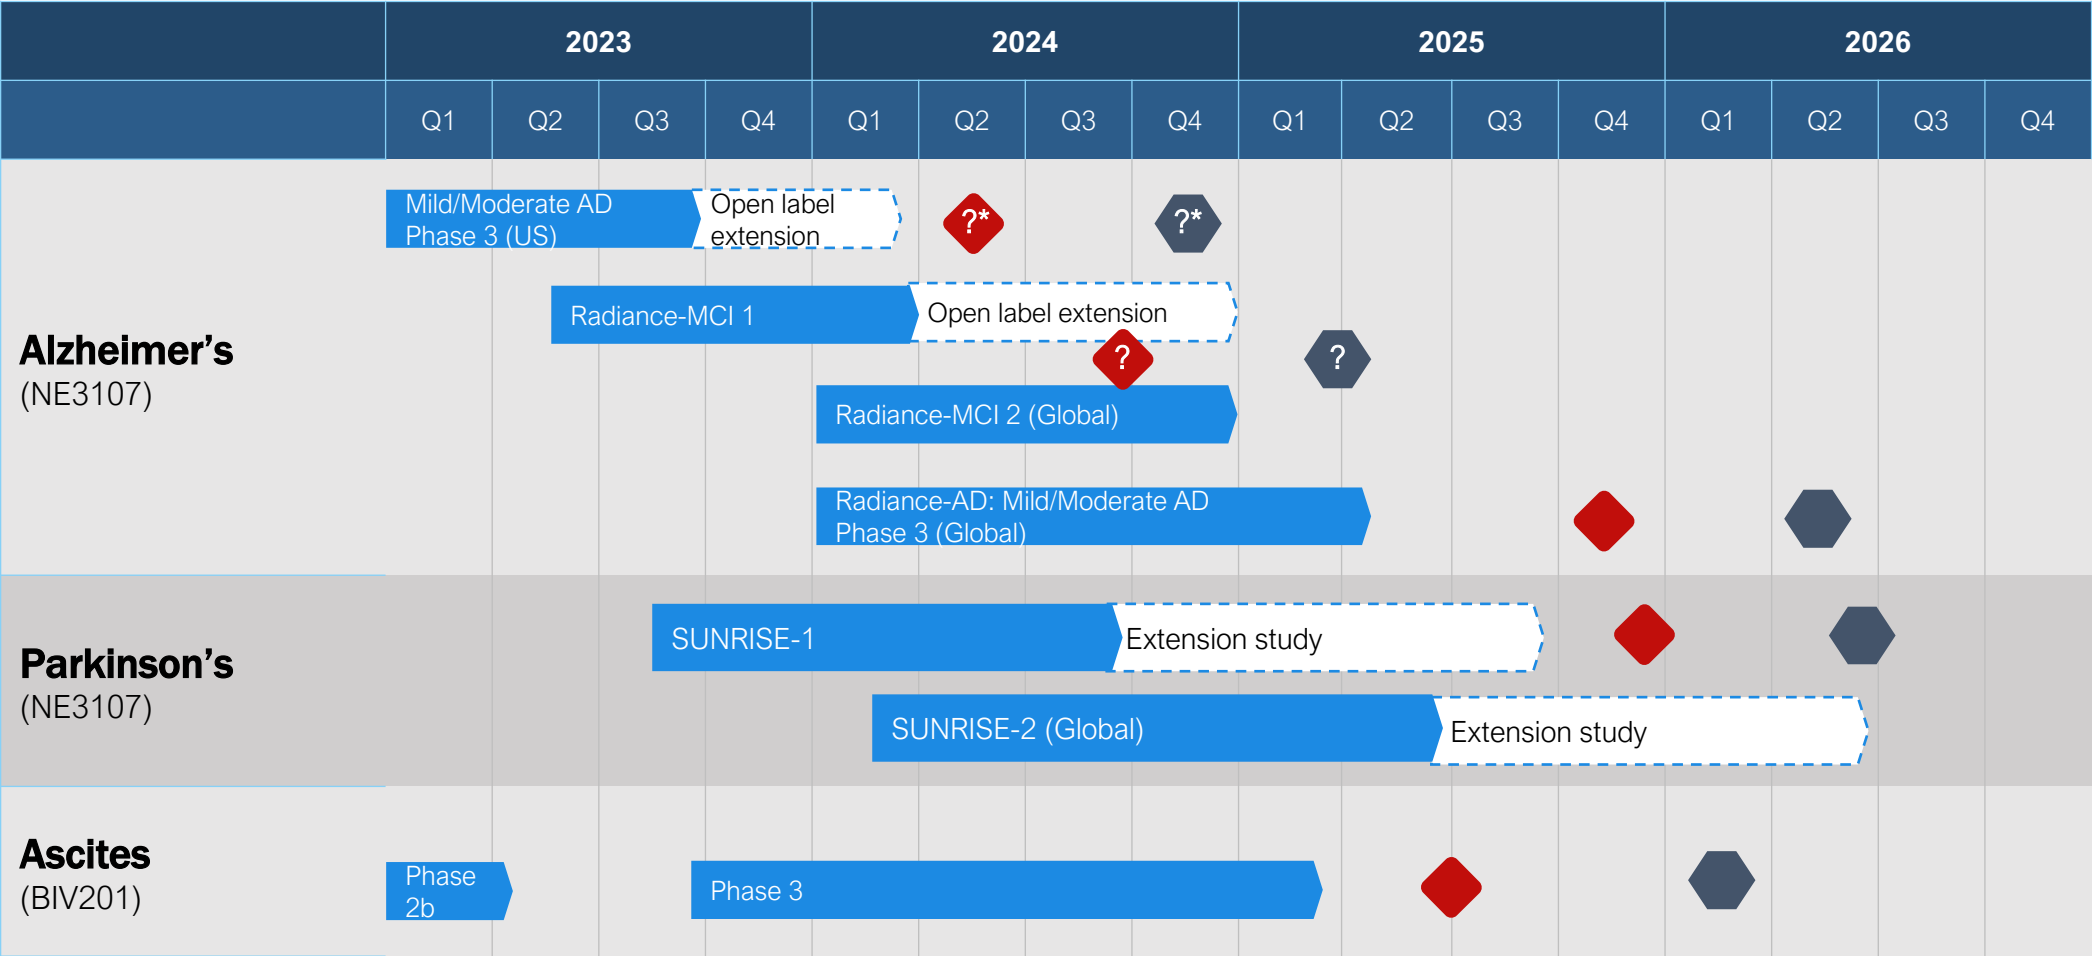 2023 2024 2025 2026
Q1 Q2 Q3 Q4 Q1 Q2 Q3 Q4 Q1 Q2 Q3 Q4 Q1 Q2 Q3 Q4
Alzheimer’s
(NE3107)
Mild/Moderate AD
Phase 3 (US)
Open label
extension
?*
?*
Radiance-MCI 1
Open label extension
?
?
Radiance-MCI 2 (Global)
Radiance-AD: Mild/Moderate AD
Phase 3 (Global)
Parkinson’s
(NE3107)
SUNRISE-1
Extension study
SUNRISE-2 (Global)
Extension study
Ascites
(BIV201)
Phase
2b
Phase 3